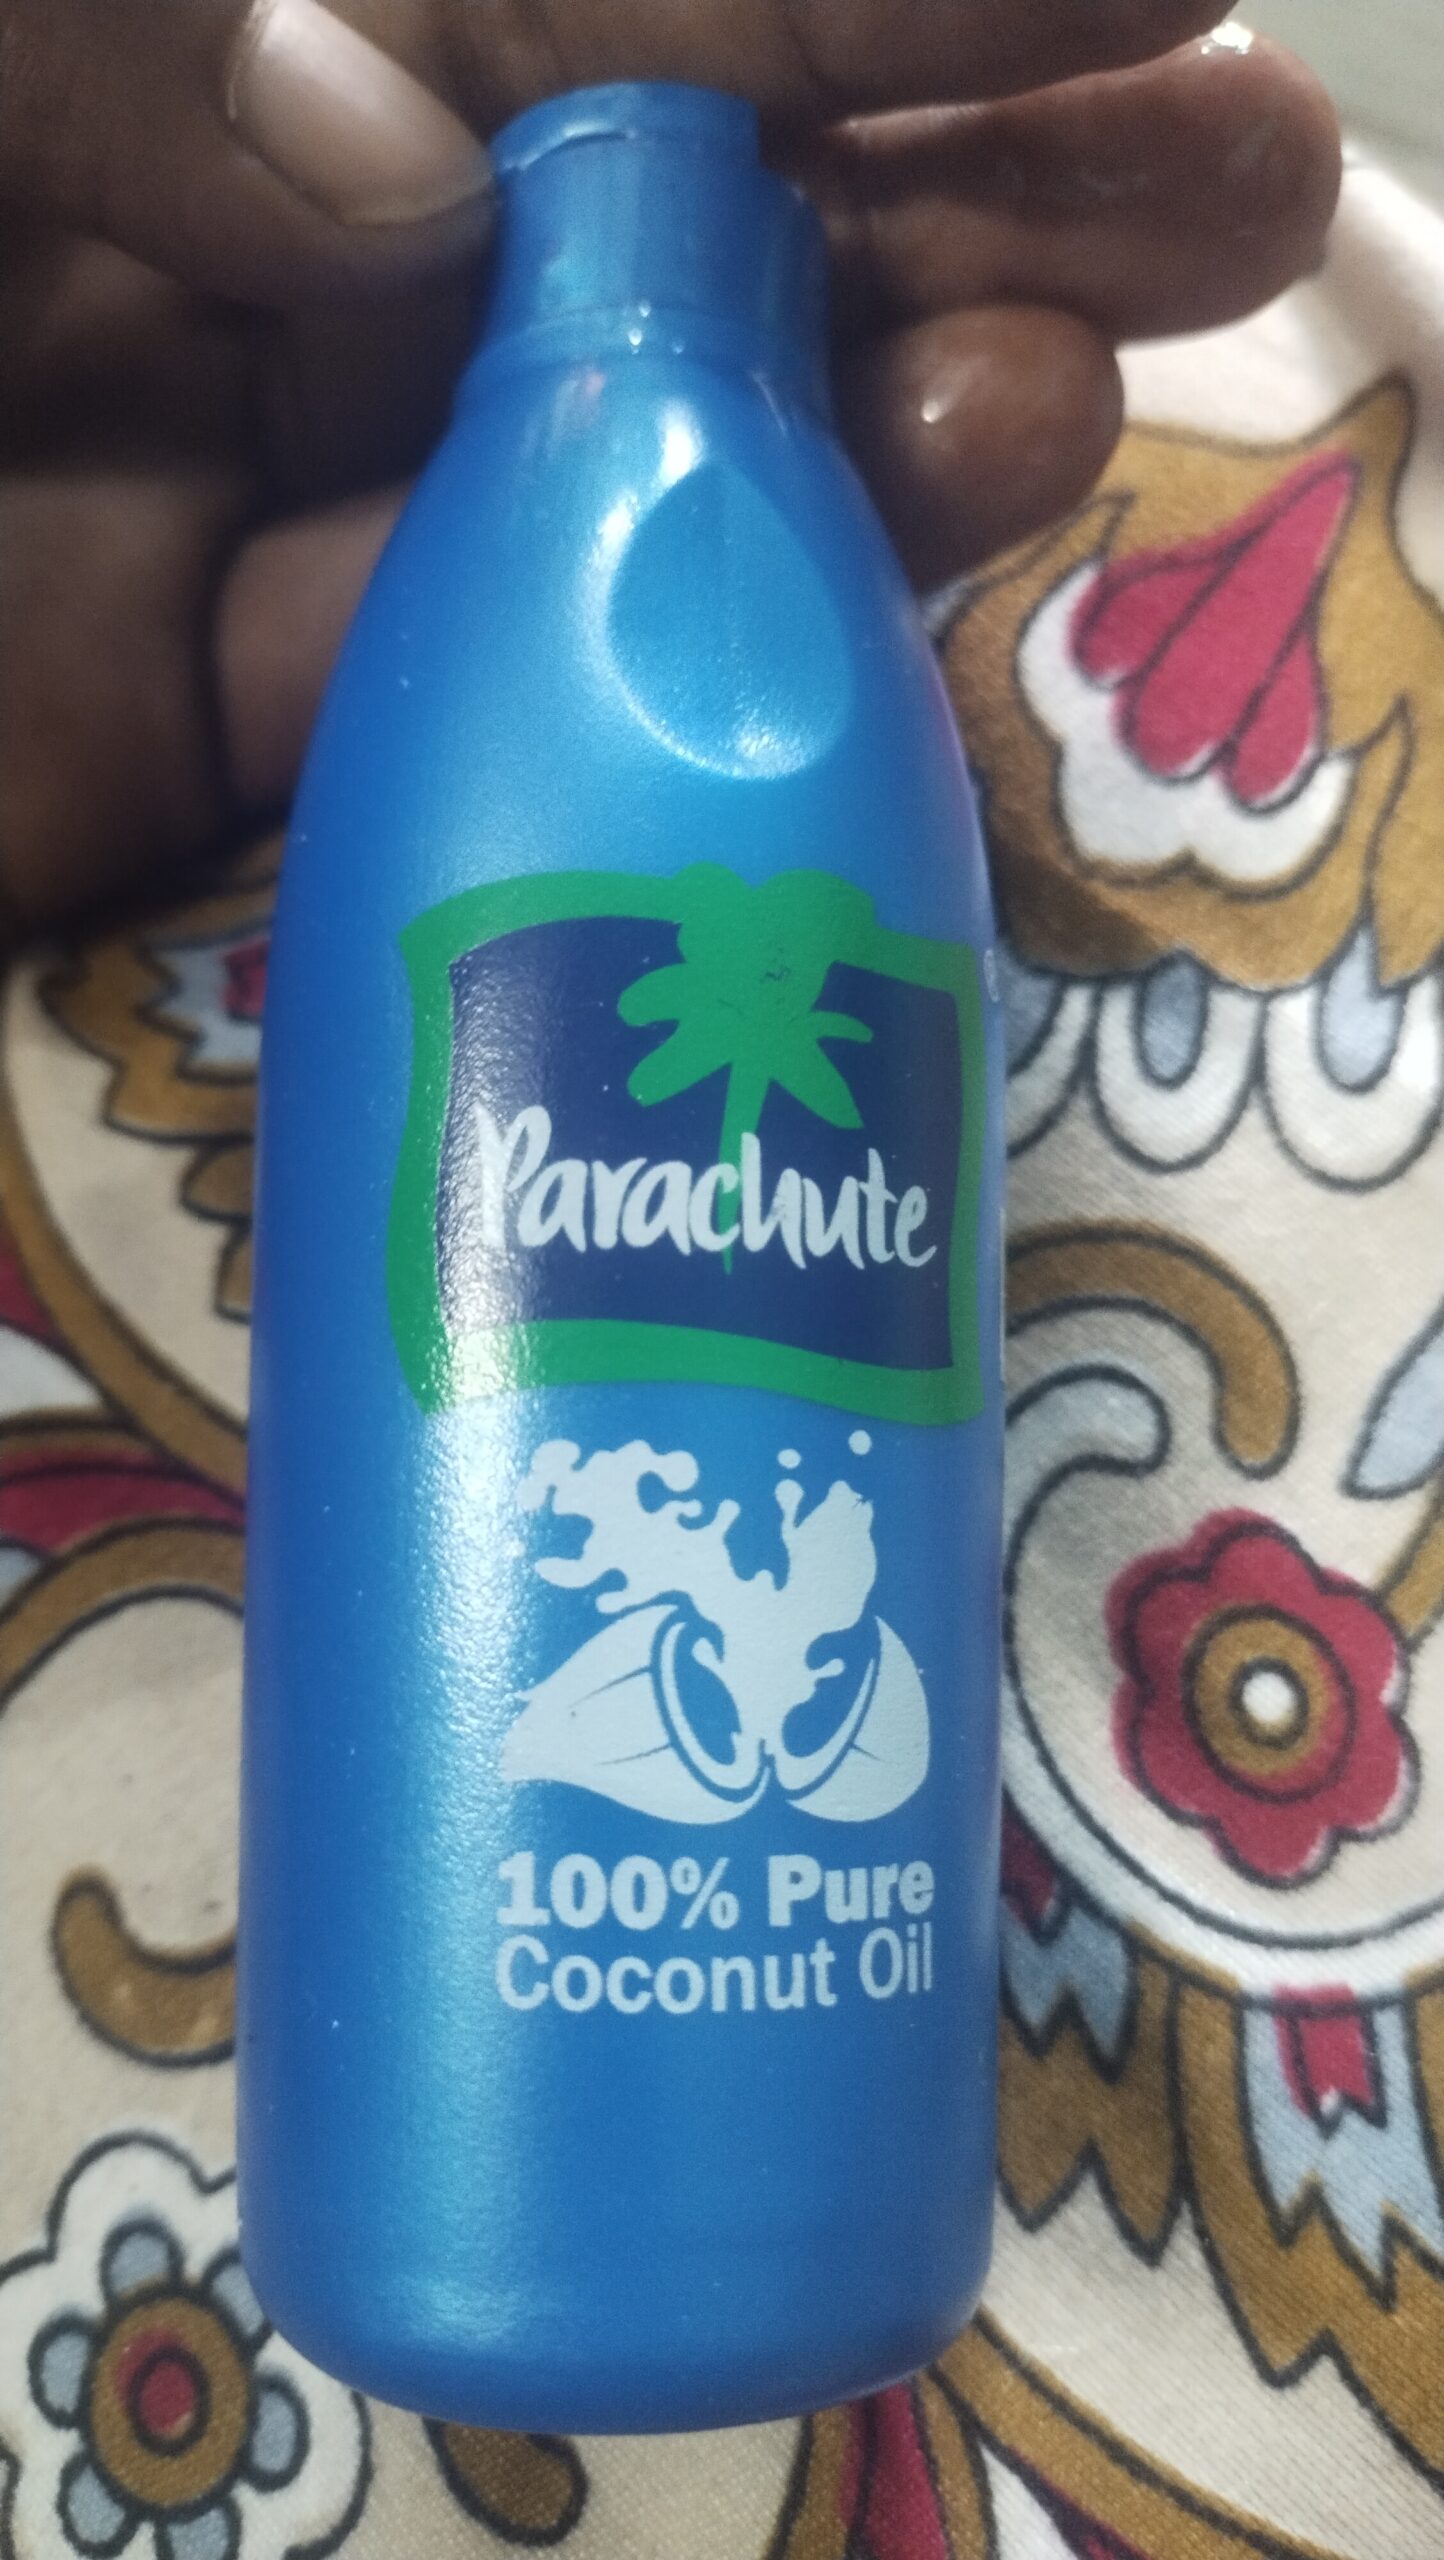 Parachute
100% Pure
Coconut Oil